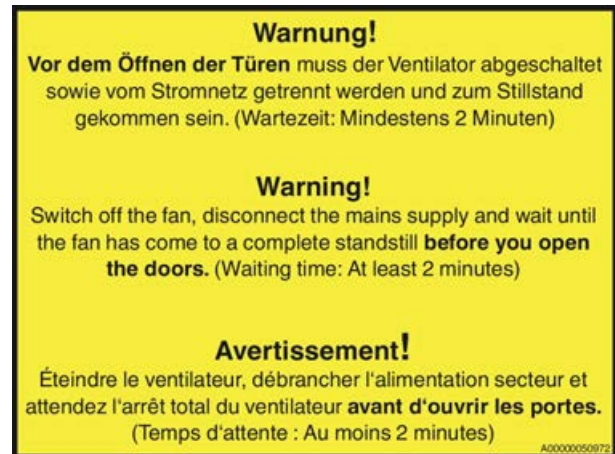 Warnung!
Vor dem Öffnen der Türen muss der Ventilator abgeschaltet
sowie vom Stromnetz getrennt werden und zum Stillstand
gekommen sein. (Wartezeit: Mindestens 2 Minuten)
Warning!
Switch off the fan, disconnect the mains supply and wait until
the fan has come to a complete standstill before you open
the doors. (Waiting time: At least 2 minutes)
Avertissement!
Éteindre le ventilateur, débrancher l'alimentation secteur et
attendez l'arrêt total du ventilateur avant d'ouvrir les portes.
(Temps d'attente : Au moins 2 minutes)
A00000050972